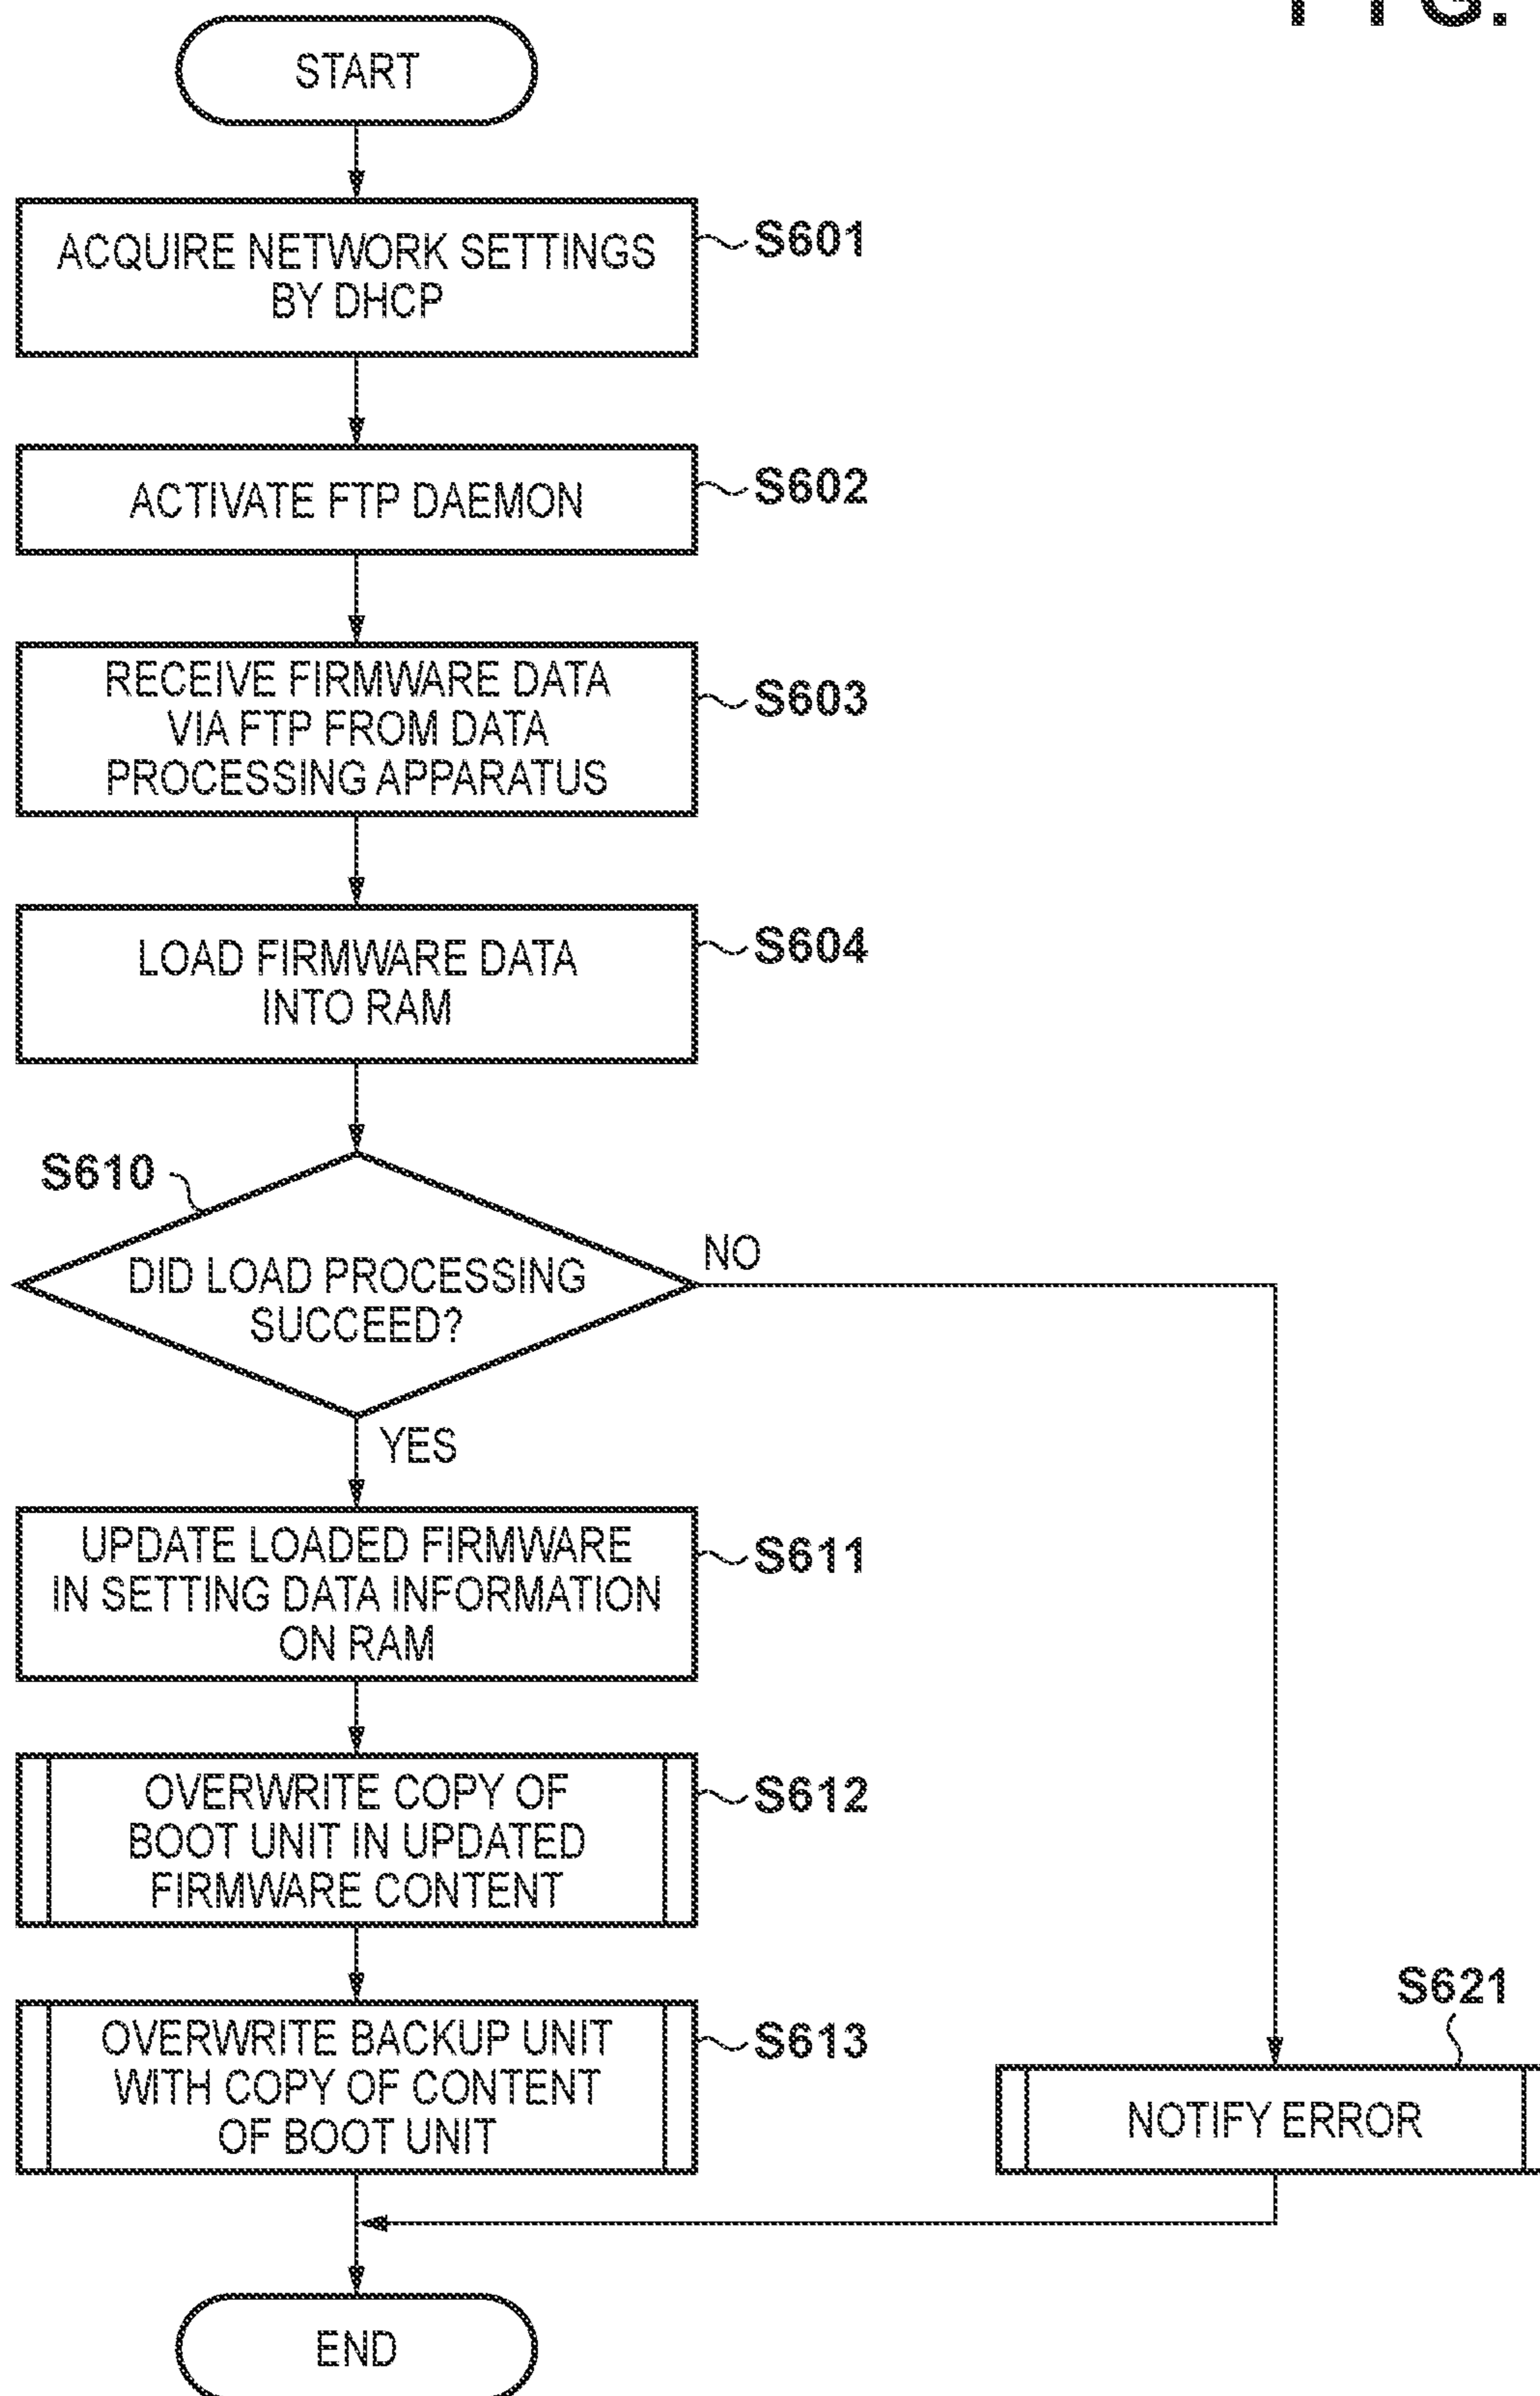 FIG.
START
ACQUIRE NETWORK SETTINGS
BY DHCP
S601
ACTIVATE FTP DAEMON
S602
RECEIVE FIRMWARE DATA
VIA FTP FROM DATA
PROCESSING APPARATUS
S603
LOAD FIRMWARE DATA
INTO RAM
S604
S610
DID LOAD PROCESSING
SUCCEED?
NO
YES
UPDATE LOADED FIRMWARE
IN SETTING DATA INFORMATION
ON RAM
S611
OVERWRITE COPY OF
BOOT UNIT IN UPDATED
FIRMWARE CONTENT
S612
OVERWRITE BACKUP UNIT
WITH COPY OF CONTENT
OF BOOT UNIT
S613
S621
NOTIFY ERROR
END